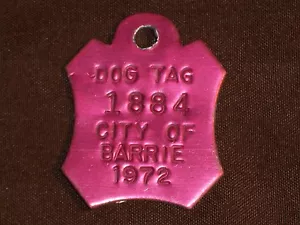 DOG TAG
1884
CITY OF
BARRIE
1972